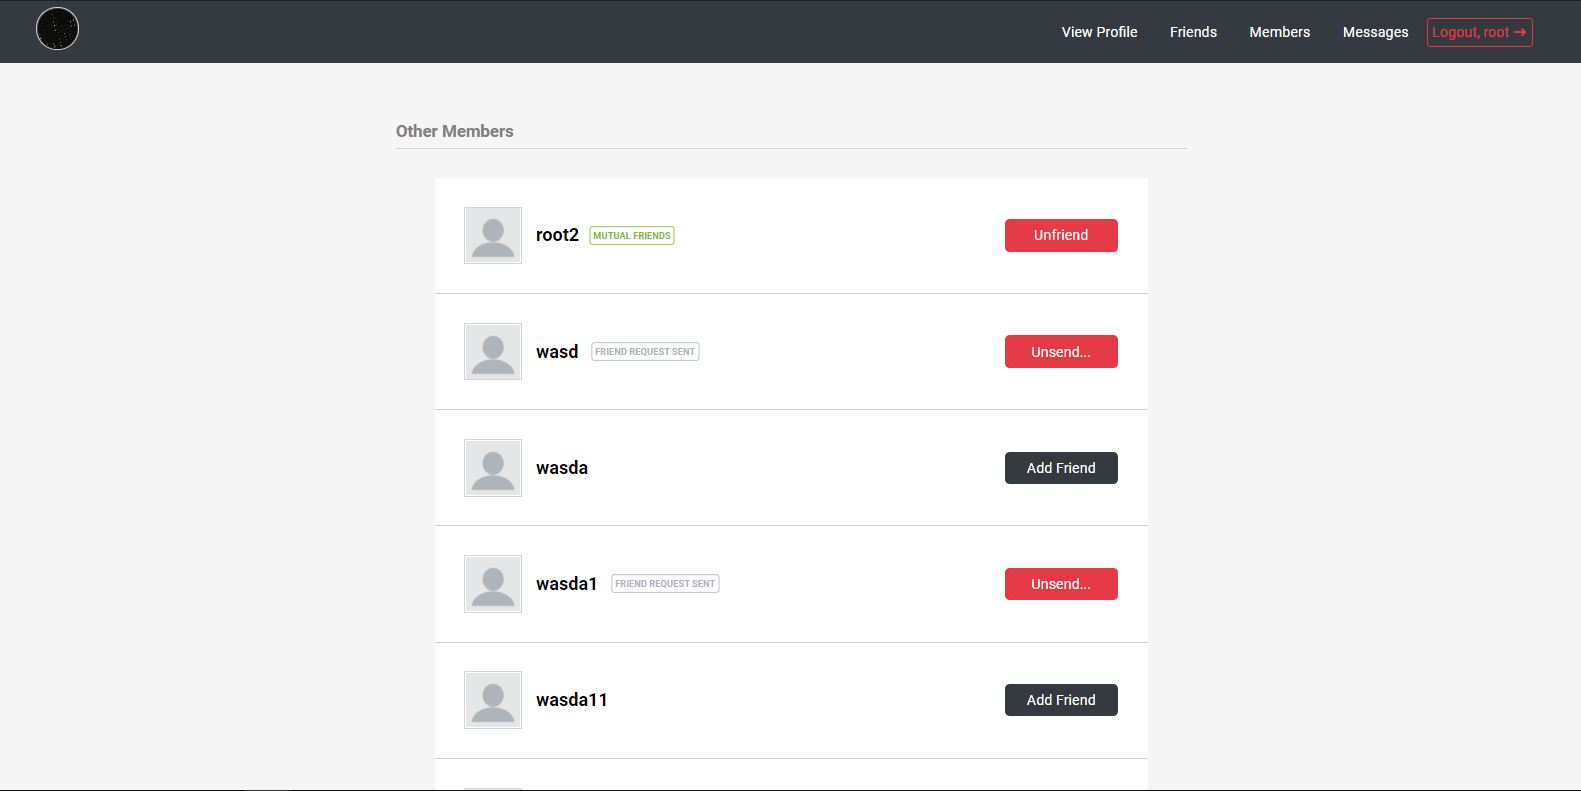 View Profile Friends Members Messages Logout, root →
Other Members
root2 MUTUAL FRIENDS Unfriend
wasd FRIEND REQUEST SENT Unsend...
wasda Add Friend
wasda1 FRIEND REQUEST SENT Unsend...
wasda11 Add Friend